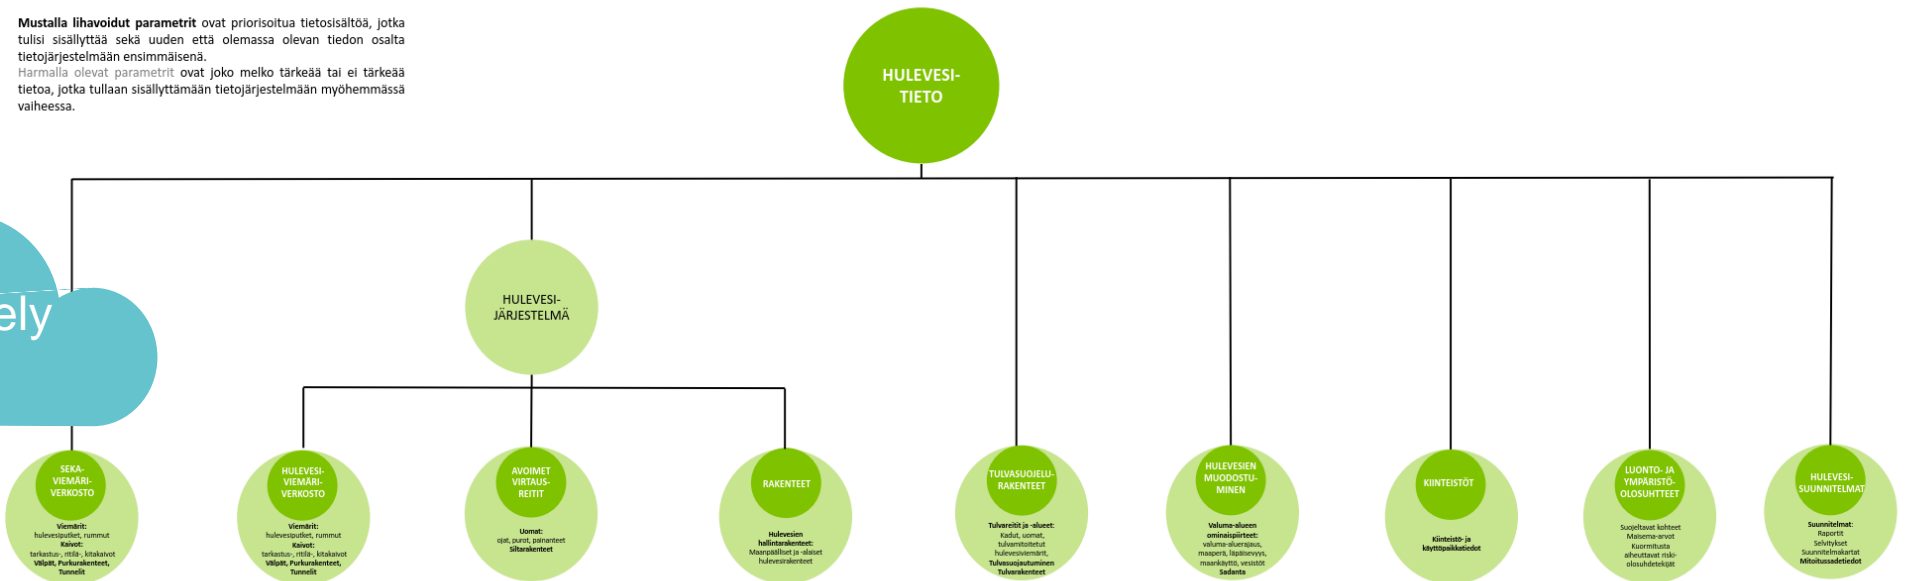 Mustalla lihavoidut parametrit ovat priorisoitua tietosisältöä, jotka
tulisi sisällyttää sekä uuden että olemassa olevan tiedon osalta
tietojärjestelmään ensimmäisenä.
Harmalla olevat parametrit ovat joko melko tärkeää tai ei tärkeää
tietoa, jotka tullaan sisällyttämään tietojärjestelmään myöhemmässä
vaiheessa.
HULEVESI-
TIETO
ely
HULEVESI-
JÄRJESTELMÄ
SEKA-
VIEMÄRI-
VERKOSTO
Viemärit:
hulevesiputket, rummut
Kaivot:
tarkastus-, ritilä-, kitakaivot
Välpät, Purkurakenteet,
Tunnelit
HULEVESI-
VIEMÄRI-
VERKOSTO
Viemärit:
hulevesiputket, rummut
Kaivot:
tarkastus-, ritilä-, kitakaivot
Välpät, Purkurakenteet,
Tunnelit
AVOIMET
VIRTAUS-
REITIT
Uomat:
ojat, purot, painanteet
Siltarakenteet
RAKENTEET
Hulevesien
hallintarakenteet:
Maanpäälliset ja -alaiset
hulevesirakenteet
TULVASUOJELU-
RAKENTEET
Tulvareitit ja -alueet:
Kadut, uomat,
tulvamitoitetut
hulevesiviemärit,
Tulvasuojautuminen
Tulvarakenteet
HULEVESIEN
MUODOSTU-
MINEN
Valuma-alueen
ominaispiirteet:
valuma-aluerajaus,
maaperä, läpäisevyys,
maankäyttö, vesistöt
Sadanta
KIINTEISTÖT
Kiinteistö- ja
käyttöpaikkatiedot
LUONTO- JA
YMPÄRISTÖ-
OLOSUHTTEET
Suojeltavat kohteet
Maisema-arvot
Kuormitusta
aiheuttavat riski-
olosuhdetekijät
HULEVESI-
SUUNNITELMAT
Suunnitelmat:
Raportit
Selvitykset
Suunnitelmakartat
Mitoitussadetiedot